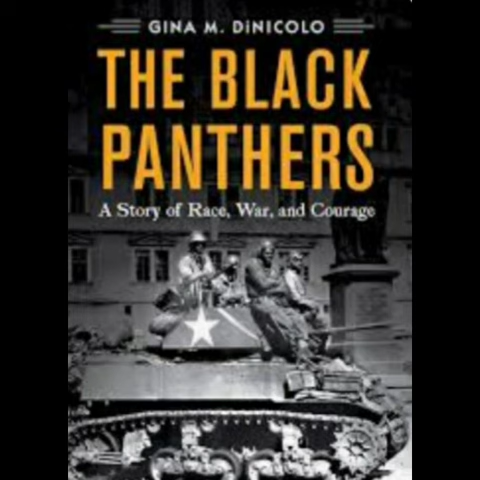 GINA M. DiNICOLO
THE BLACK
PANTHERS
A Story of Race, War, and Courage